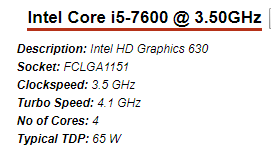 Intel Core i5-7600 @ 3.50GHz
Description: Intel HD Graphics 630
Socket: FCLGA1151
Clockspeed: 3.5 GHz
Turbo Speed: 4.1 GHz
No of Cores: 4
Typical TDP: 65 W